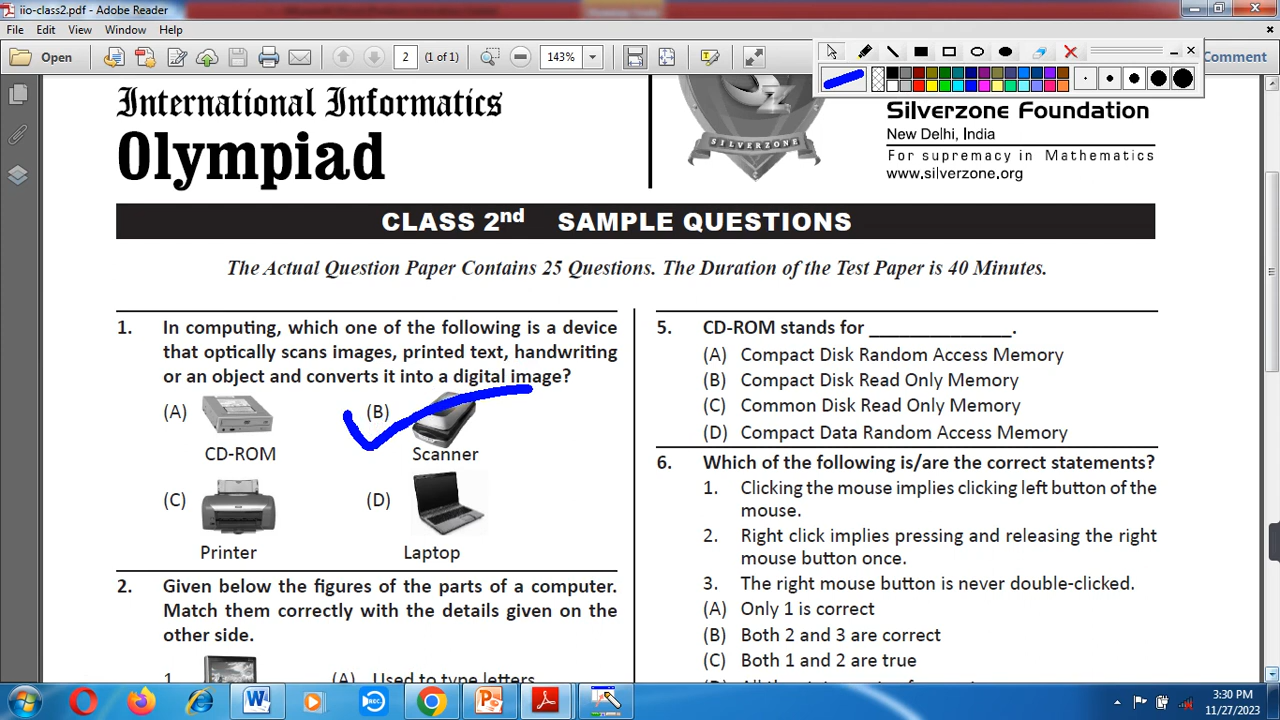 iio-class2.pdf - Adobe Reader
File Edit View Window Help
Open 2 (1 of 1) 143% Comment
International Informatics
Olympiad
SILVERZONE
Silverzone Foundation
New Delhi, India
For supremacy in Mathematics
www.silverzone.org
CLASS 2nd SAMPLE QUESTIONS
The Actual Question Paper Contains 25 Questions. The Duration of the Test Paper is 40 Minutes.
1. In computing, which one of the following is a device
that optically scans images, printed text, handwriting
or an object and converts it into a digital image?
(A) (B)
CD-ROM Scanner
(C) (D)
Printer Laptop
2. Given below the figures of the parts of a computer.
Match them correctly with the details given on the
other side.
1. (A) Used to type letters
5. CD-ROM stands for ______________.
(A) Compact Disk Random Access Memory
(B) Compact Disk Read Only Memory
(C) Common Disk Read Only Memory
(D) Compact Data Random Access Memory
6. Which of the following is/are the correct statements?
1. Clicking the mouse implies clicking left button of the
mouse.
2. Right click implies pressing and releasing the right
mouse button once.
3. The right mouse button is never double-clicked.
(A) Only 1 is correct
(B) Both 2 and 3 are correct
(C) Both 1 and 2 are true
3:30 PM
11/27/2023